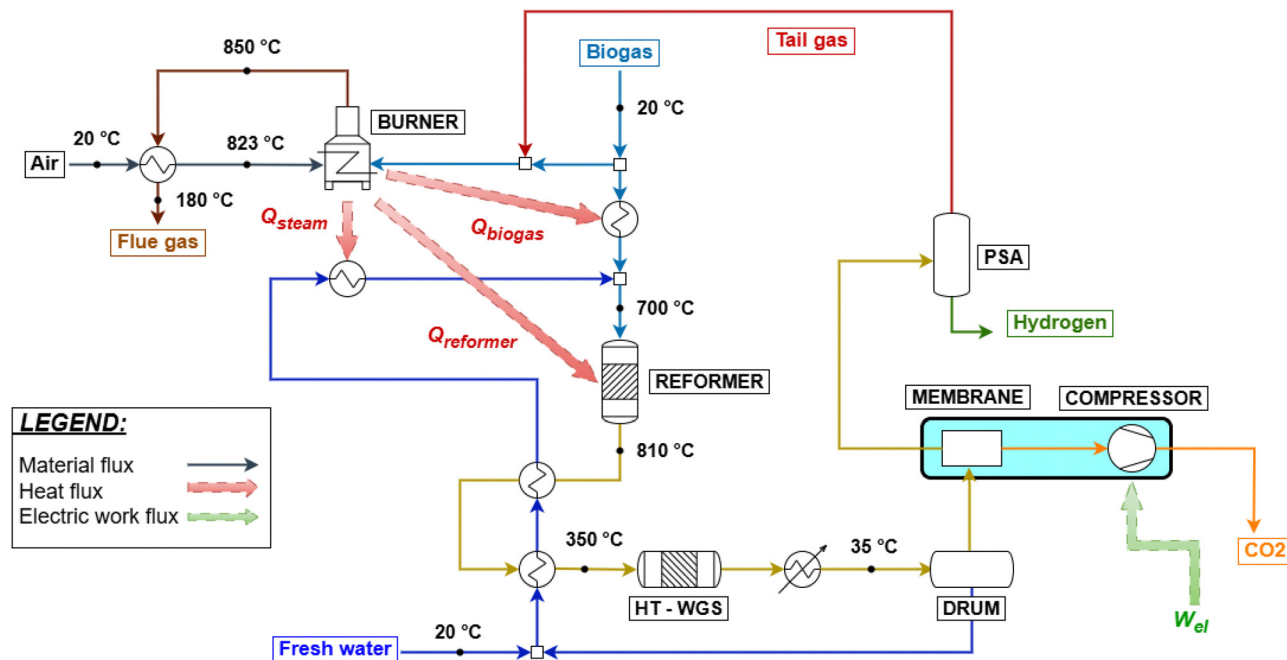 850 °C
Tail gas
Biogas
20 °C
BURNER
20 °C
823 °C
Air
180 °C
Flue gas
Qsteam
Qbiogas
PSA
700 °C
Hydrogen
Qreformer
REFORMER
MEMBRANE
COMPRESSOR
LEGEND:
Material flux
Heat flux
Electric work flux
810 °C
350 °C
35 °C
CO2
HT - WGS
DRUM
Wel
20 °C
Fresh water